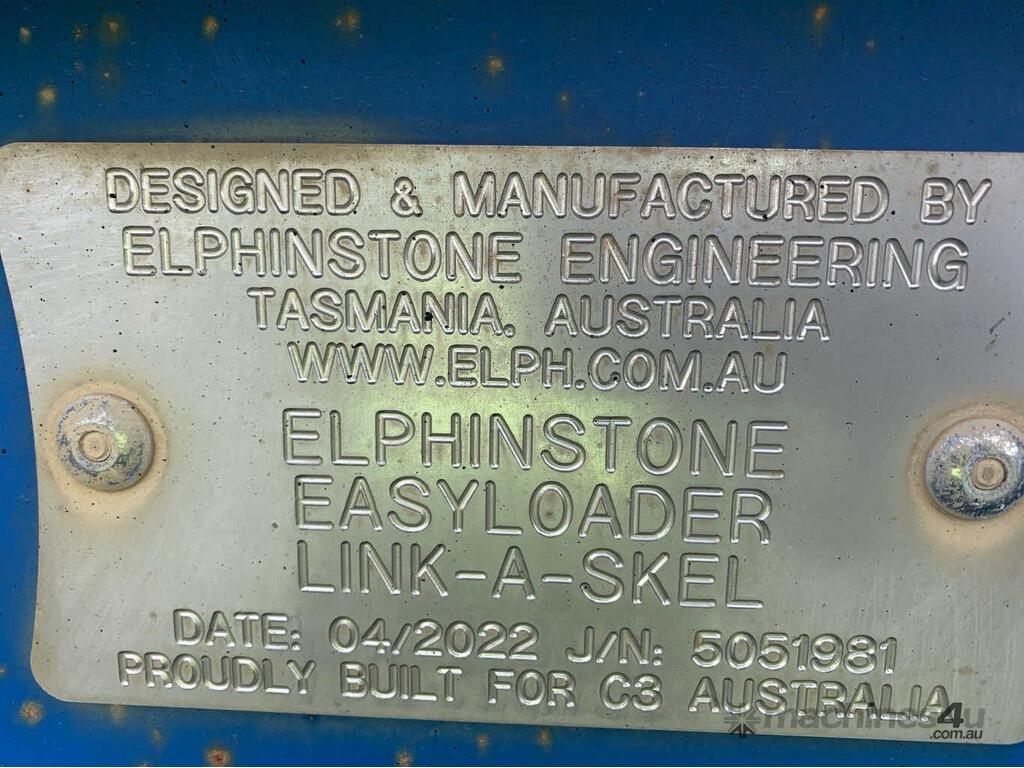 DESIGNED & MANUFACTURED BY
ELPHINSTONE ENGINEERING
TASMANIA. AUSTRALIA
WWW.ELPH.COM.AU
ELPHINSTONE
EASYLOADER
LINK-A-SKEL
DATE: 04/2022 J/N: 5051981
PROUDLY BUILT FOR C3 AUSTRALIA
machines4u
.com.au